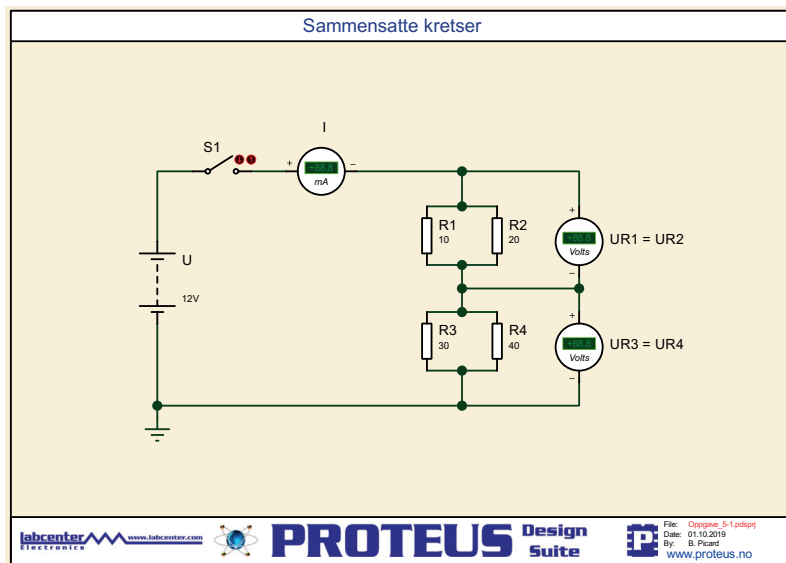 Sammensatte kretser
I
S1
+88.8
mA
+ −
R1
10
R2
20
+
+88.8
Volts
−
UR1 = UR2
U
12V
R3
30
R4
40
+
+88.8
Volts
−
UR3 = UR4
labcenter www.labcenter.com
Electronics
PROTEUS Design Suite
P
File: Oppgave_5-1.pdsprj
Date: 01.10.2019
By: B. Picard
www.proteus.no